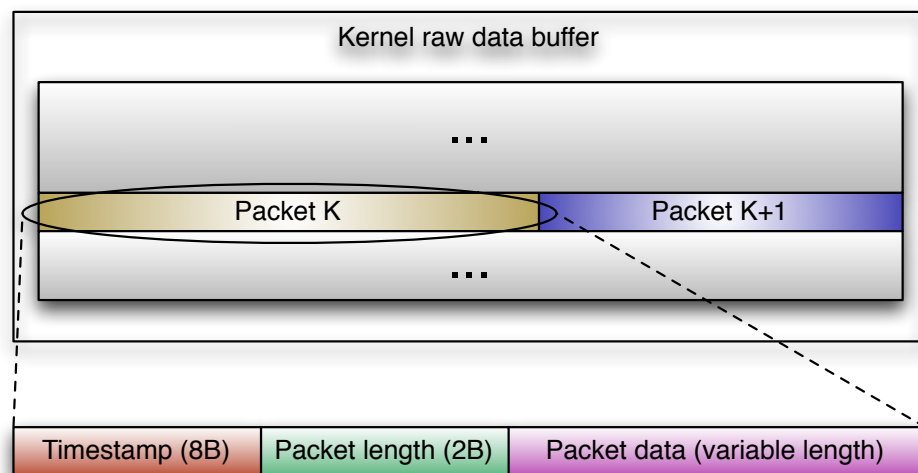 Kernel raw data buffer
...
Packet K Packet K+1
...
Timestamp (8B) Packet length (2B) Packet data (variable length)